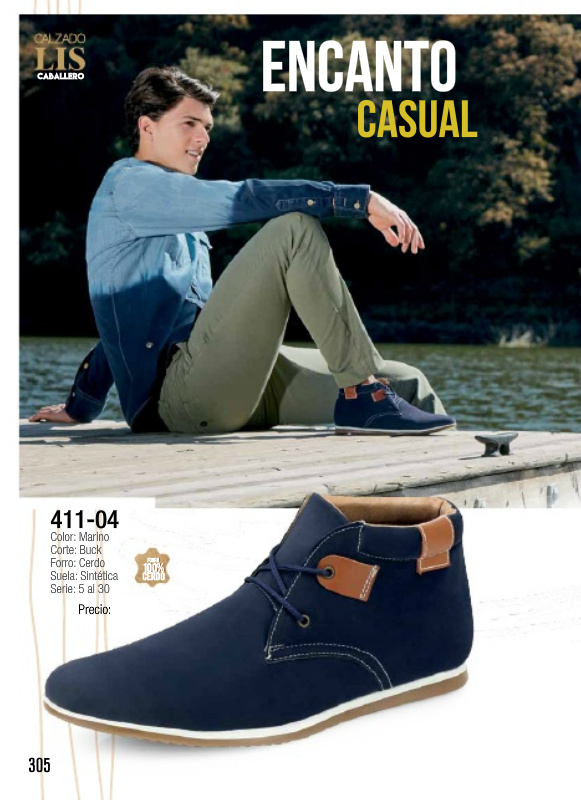 CALZADO
LIS
CABALLERO
ENCANTO
CASUAL
411-04
Color: Marino
Corte: Buck
Forro: Cerdo
Suela: Sintética
Serie: 5 al 30
Precio:
FORRO
100%
CERDO
305